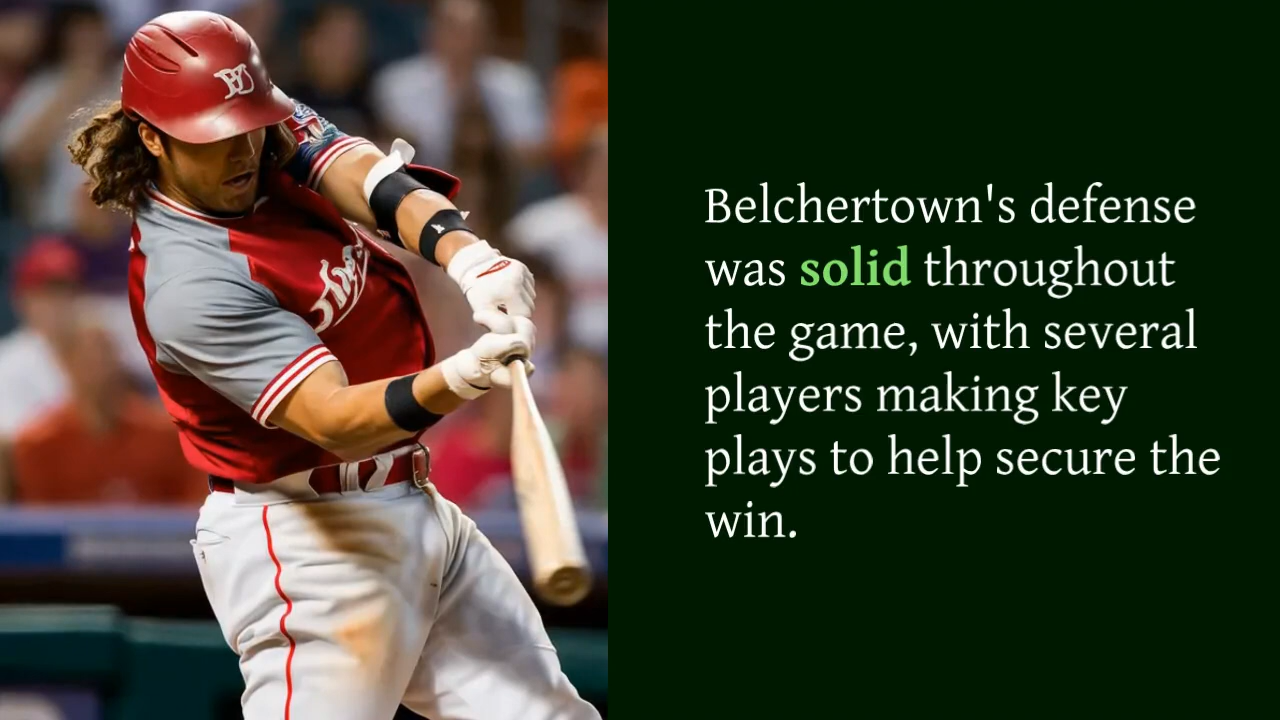 Belchertown's defense
was solid throughout
the game, with several
players making key
plays to help secure the
win.